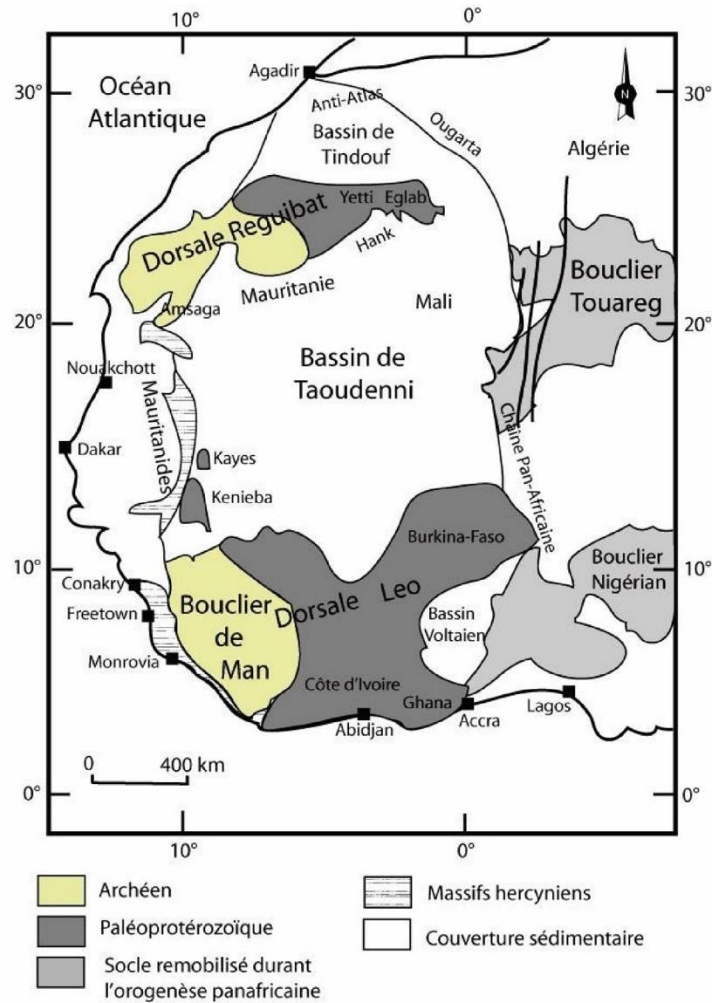 10°
0°
Agadir
Océan
Atlantique
30°
30°
N
Anti-Atlas
Bassin de
Tindouf
Ougarta
Algérie
Yetti Eglab
Dorsale Reguibat
Hank
Mauritanie
Mali
Bouclier
Touareg
Amsaga
20°
20°
Nouakchott
Bassin de
Taoudenni
Mauritanides
Dakar
Kayes
Kenieba
Chaine Pan-Africaine
Burkina-Faso
10°
10°
Bouclier
Nigérian
Conakry
Freetown
Monrovia
Bouclier
de
Man
Dorsale Leo
Bassin
Voltaien
Côte d'Ivoire
Ghana
Abidjan
Accra
Lagos
0 400 km
0°
0°
10°
0°
Archéen
Paléoprotérozoïque
Socle remobilisé durant
l'orogenèse panafricaine
Massifs hercyniens
Couverture sédimentaire